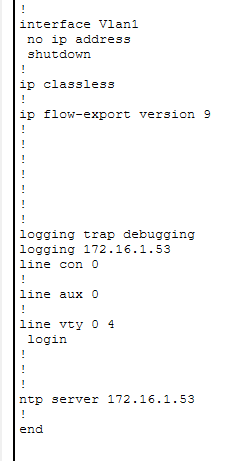 !
interface Vlan1
 no ip address
 shutdown
!
ip classless
!
ip flow-export version 9
!
!
!
!
!
!
!
logging trap debugging
logging 172.16.1.53
line con 0
!
line aux 0
!
line vty 0 4
 login
!
!
!
ntp server 172.16.1.53
!
end